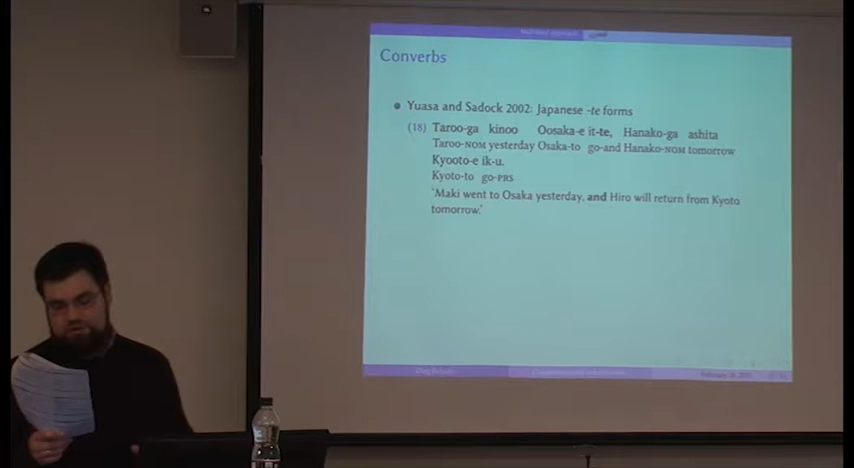 Converbs
Yuasa and Sadock 2002: Japanese -te forms
(18) Taroo-ga kinoo Oosaka-e it-te, Hanako-ga ashita
Taroo-NOM yesterday Osaka-to go-and Hanako-NOM tomorrow
Kyooto-e ik-u.
Kyoto-to go-PRS
'Maki went to Osaka yesterday, and Hiro will return from Kyoto
tomorrow.'
February